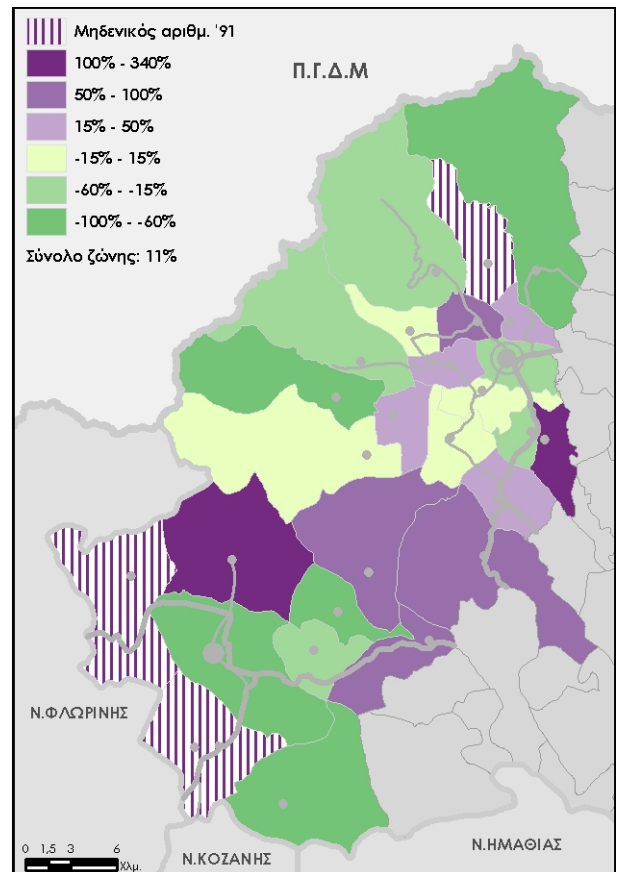 Μηδενικός αριθμ. '91
100% - 340%
50% - 100%
15% - 50%
-15% - 15%
-60% - -15%
-100% - -60%
Σύνολο ζώνης: 11%
Π.Γ.Δ.Μ
Ν.ΦΛΩΡΙΝΗΣ
Ν.ΚΟΖΑΝΗΣ
Ν.ΗΜΑΘΙΑΣ
0 1,5 3 6
Χλμ.